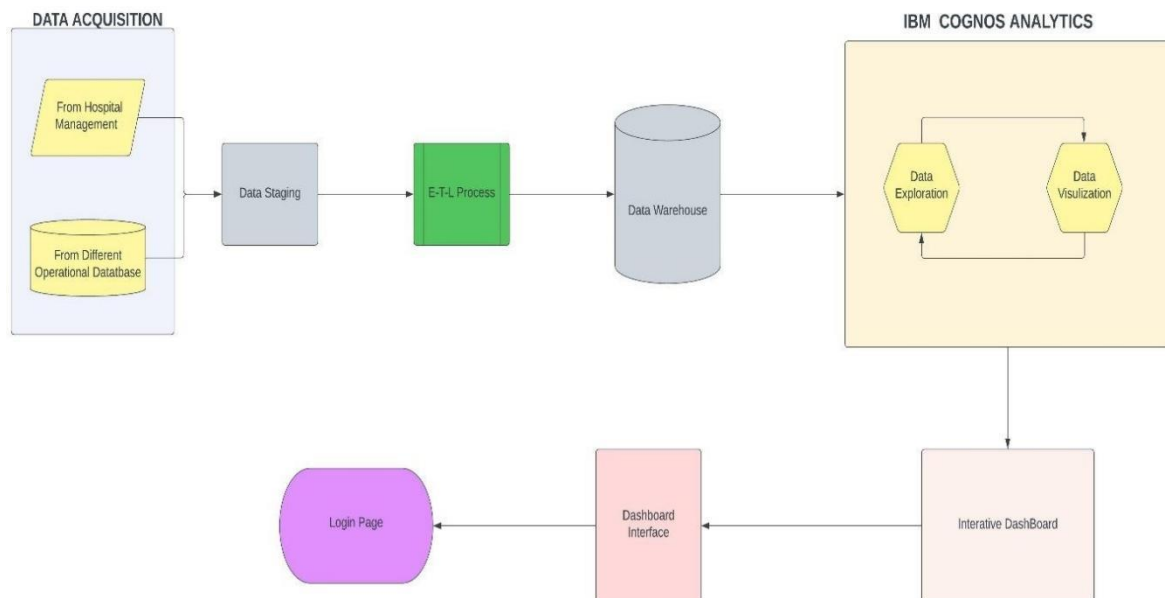 DATA ACQUISITION
IBM COGNOS ANALYTICS
From Hospital
Management
From Different
Operational Datatbase
Data Staging
E-T-L Process
Data Warehouse
Data
Exploration
Data
Visulization
Login Page
Dashboard
Interface
Interative DashBoard